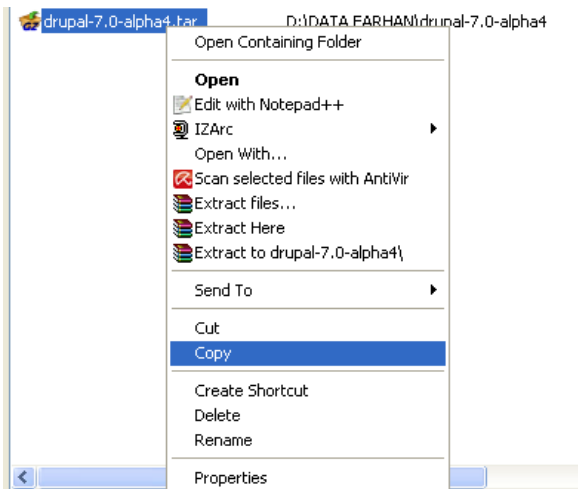 drupal-7.0-alpha4.tar D:\DATA FARHAN\drupal-7.0-alpha4
Open Containing Folder
Open
Edit with Notepad++
IZArc
Open With...
Scan selected files with AntiVir
Extract files...
Extract Here
Extract to drupal-7.0-alpha4\
Send To
Cut
Copy
Create Shortcut
Delete
Rename
Properties